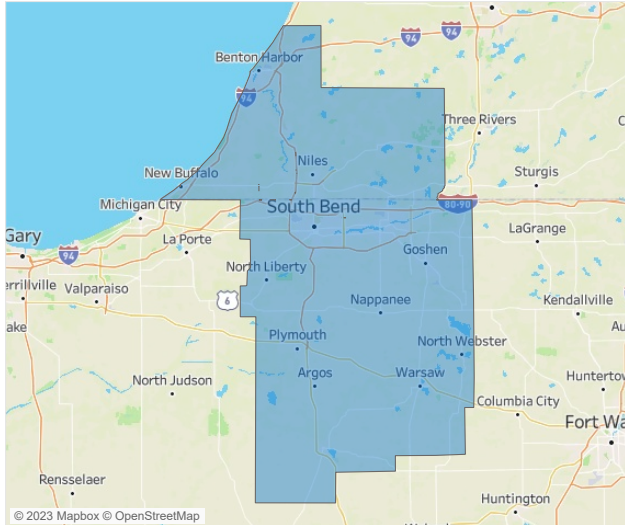 94
94
Benton Harbor
94
Three Rivers
Niles
New Buffalo
Sturgis
Michigan City
South Bend
80-90
Gary
LaGrange
La Porte
94
Goshen
North Liberty
errillville
Valparaiso
6
Nappanee
Kendallville
ake
Au
Plymouth
North Webster
Argos
Warsaw
Huntertow
North Judson
Columbia City
Fort Wa
Rensselaer
Huntington
© 2023 Mapbox © OpenStreetMap